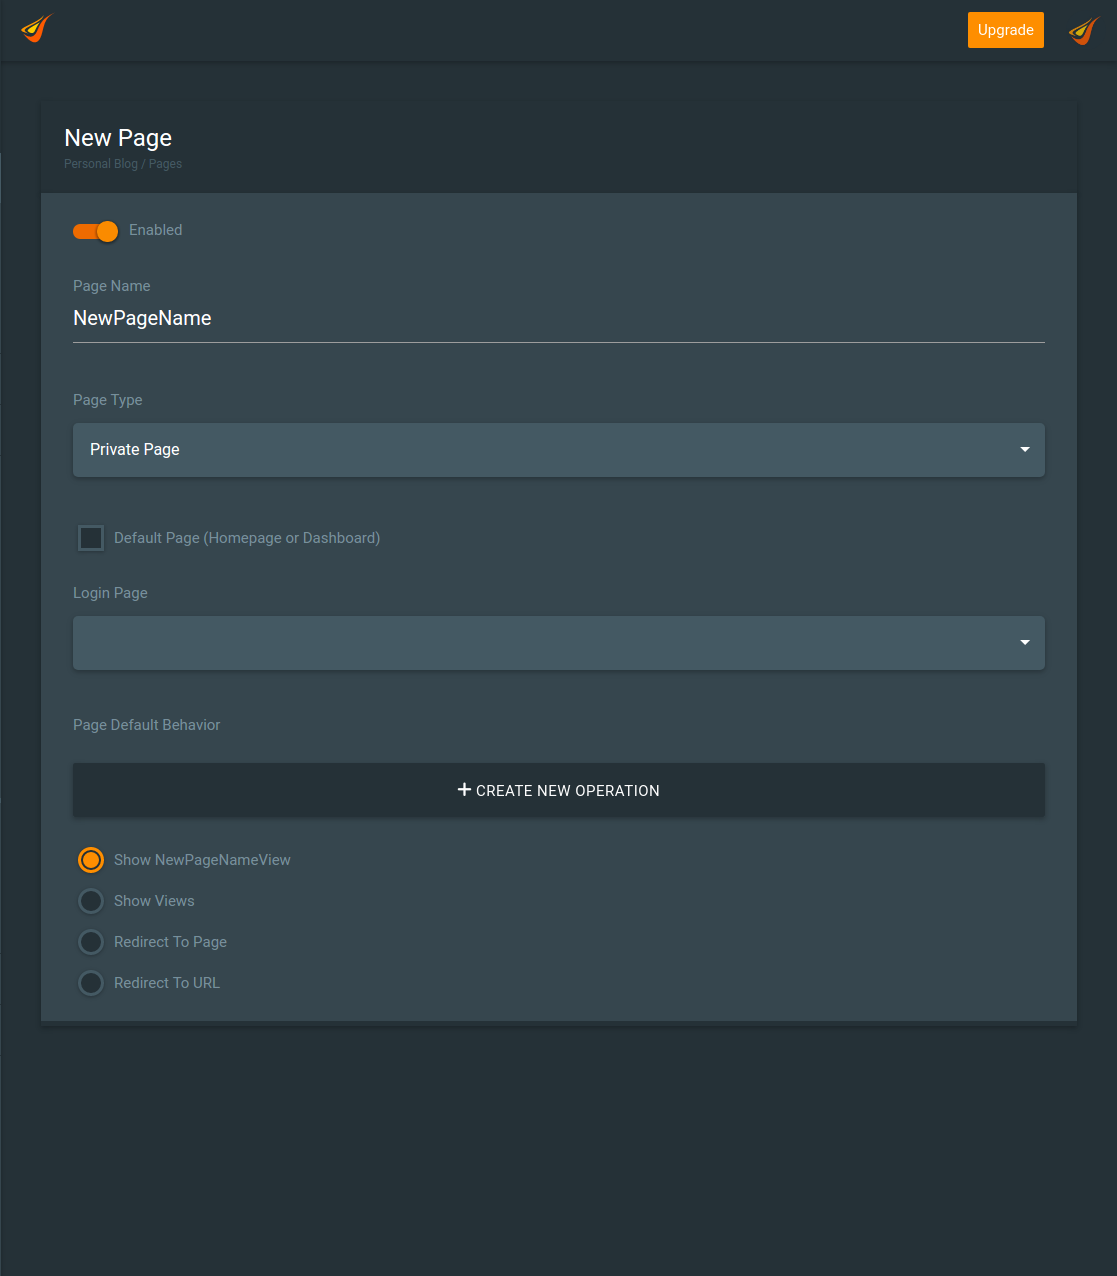 Upgrade
New Page
Personal Blog / Pages
Enabled
Page Name
NewPageName
Page Type
Private Page
Default Page (Homepage or Dashboard)
Login Page
Page Default Behavior
CREATE NEW OPERATION
Show NewPageNameView
Show Views
Redirect To Page
Redirect To URL